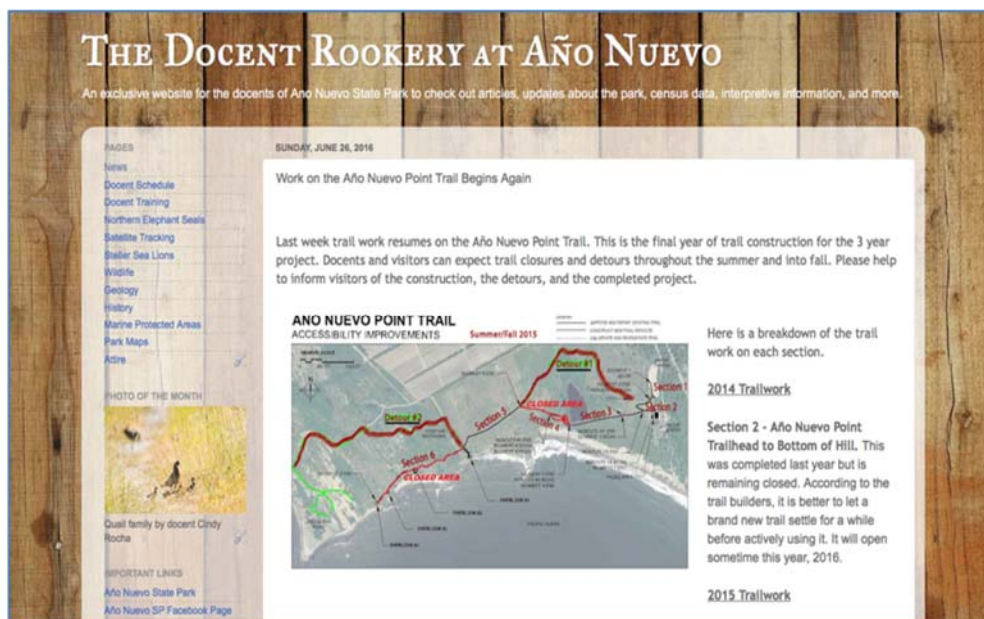 THE DOCENT ROOKERY AT AÑO NUEVO
An exclusive website for the docents of Ano Nuevo State Park to check out articles, updates about the park, census data, interpretive information, and more.
PAGES
News
Docent Schedule
Docent Training
Northern Elephant Seals
Satellite Tracking
Steller Sea Lions
Wildlife
Geology
History
Marine Protected Areas
Park Maps
Attire
PHOTO OF THE MONTH
Quail family by docent Cindy
Rocha
IMPORTANT LINKS
Año Nuevo State Park
Año Nuevo SP Facebook Page
SUNDAY, JUNE 26, 2016
Work on the Año Nuevo Point Trail Begins Again
Last week trail work resumes on the Año Nuevo Point Trail. This is the final year of trail construction for the 3 year
project. Docents and visitors can expect trail closures and detours throughout the summer and into fall. Please help
to inform visitors of the construction, the detours, and the completed project.
ANO NUEVO POINT TRAIL
ACCESSIBILITY IMPROVEMENTS
Summer/Fall 2015
Detour #1
Section 1
CLOSED AREA
Section 2
Detour #2
Section 5
Section 4
Section 3
Section 6
CLOSED AREA
Here is a breakdown of the trail
work on each section.
2014 Trailwork
Section 2 - Año Nuevo Point
Trailhead to Bottom of Hill. This
was completed last year but is
remaining closed. According to the
trail builders, it is better to let a
brand new trail settle for a while
before actively using it. It will open
sometime this year, 2016.
2015 Trailwork